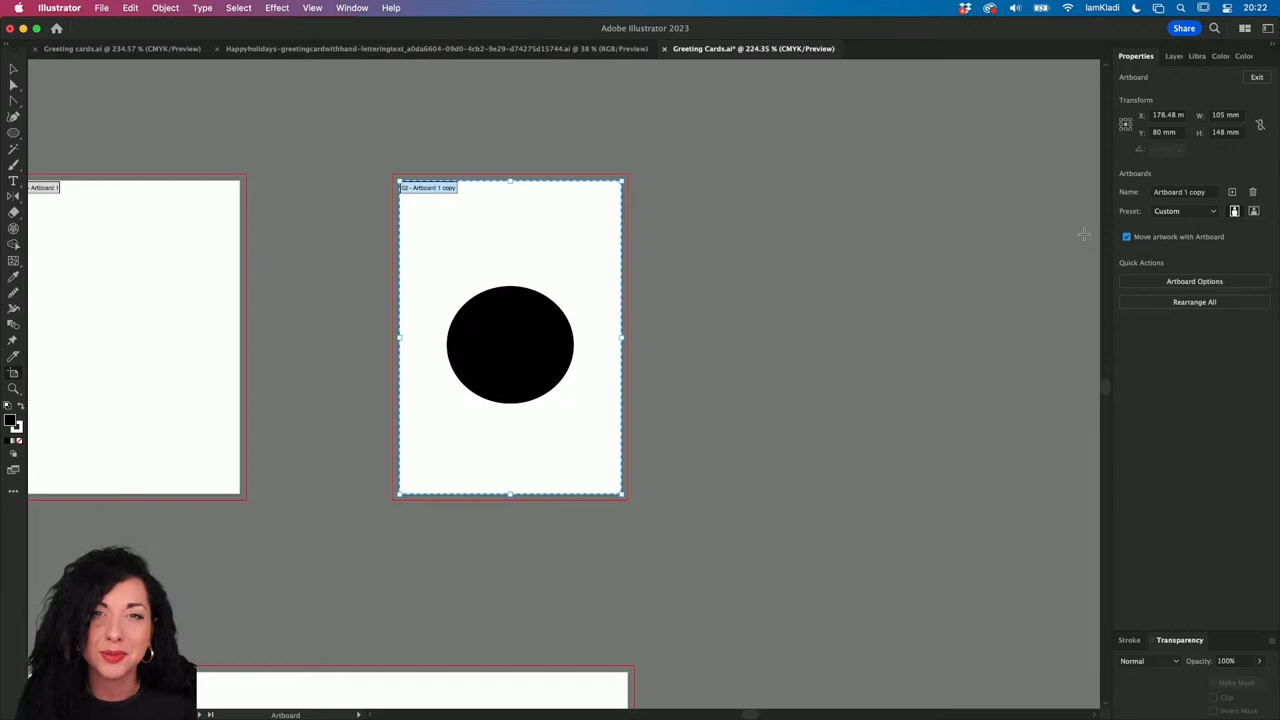 Illustrator File Edit Object Type Select Effect View Window Help IamKladi 20:22
Adobe Illustrator 2023 Share
Greeting cards.ai @ 234.57 % (CMYK/Preview) Happyholidays-greetingcardwithhand-letteringtext_a0da6604-09d0-4cb2-9e29-d74275d15744.ai @ 38 % (RGB/Preview) Greeting Cards.ai* @ 224.35 % (CMYK/Preview)
Properties Layer Libra Color Color
Artboard Exit
Transform
X: 178.48 m W: 105 mm
Y: 80 mm H: 148 mm
Artboards
- Artboard 1
02 - Artboard 1 copy
Name: Artboard 1 copy
Preset: Custom
Move artwork with Artboard
Quick Actions
Artboard Options
Rearrange All
Stroke Transparency
Normal Opacity: 100%
Make Mask
Clip
Invert Mask
Artboard